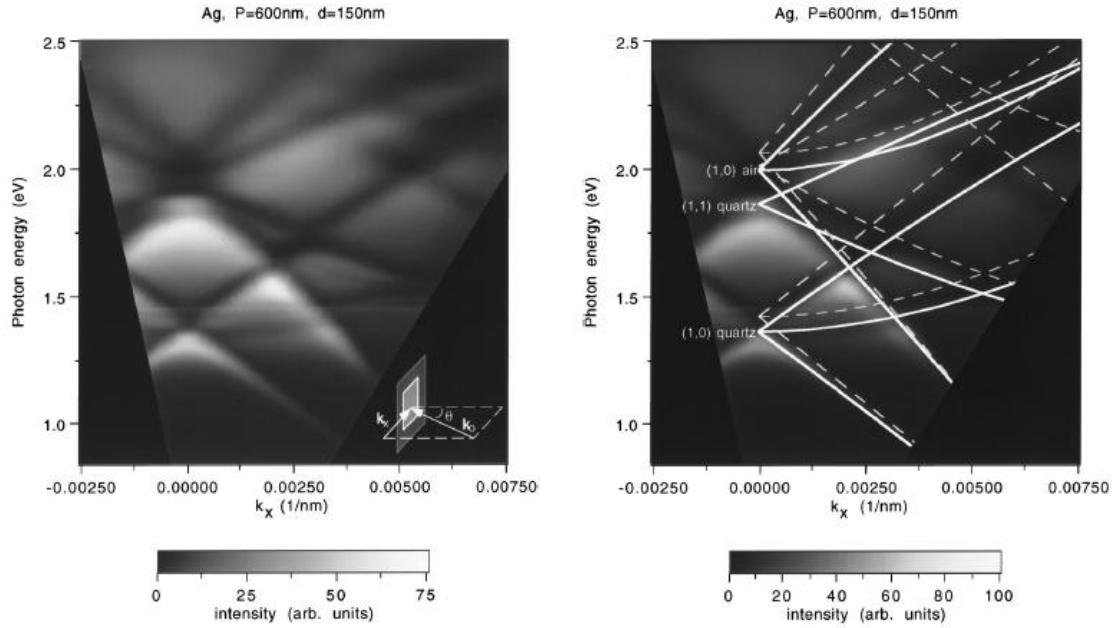 Ag, P=600nm, d=150nm
Photon energy (eV)
2.5
2.0
1.5
1.0
kx
θ
k0
-0.00250 0.00000 0.00250 0.00500 0.00750
kx (1/nm)
0 25 50 75
intensity (arb. units)
Ag, P=600nm, d=150nm
Photon energy (eV)
2.5
2.0
1.5
1.0
(1,0) air
(1,1) quartz
(1,0) quartz
-0.00250 0.00000 0.00250 0.00500 0.00750
kx (1/nm)
0 20 40 60 80 100
intensity (arb. units)